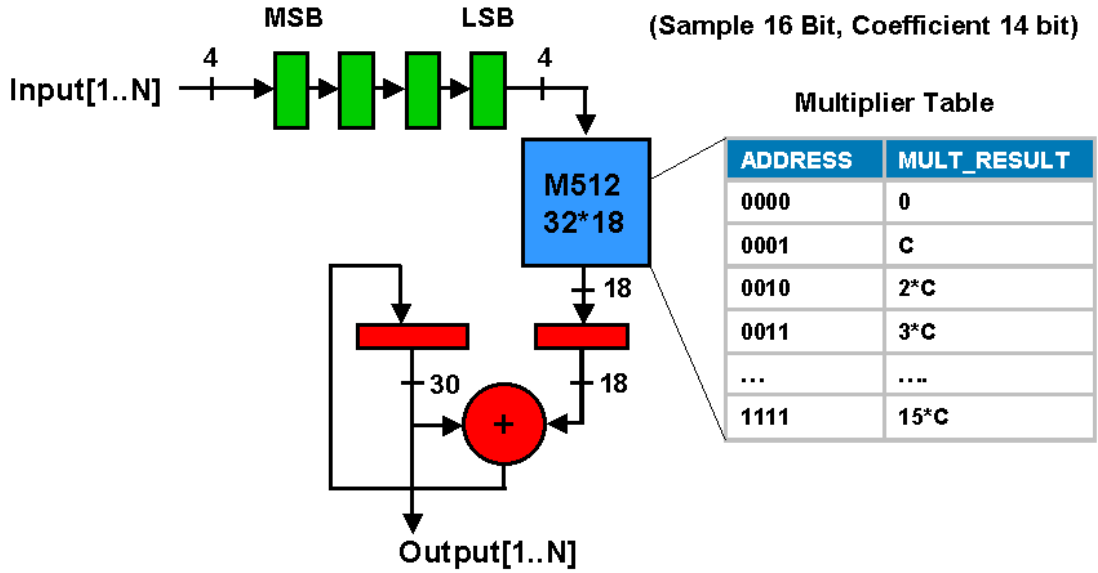 MSB LSB
(Sample 16 Bit, Coefficient 14 bit)
4 4
Input[1..N]
Multiplier Table
ADDRESS MULT_RESULT
M512
32*18
0000 0
0001 C
0010 2*C
0011 3*C
... ....
1111 15*C
18
30 18
+
Output[1..N]